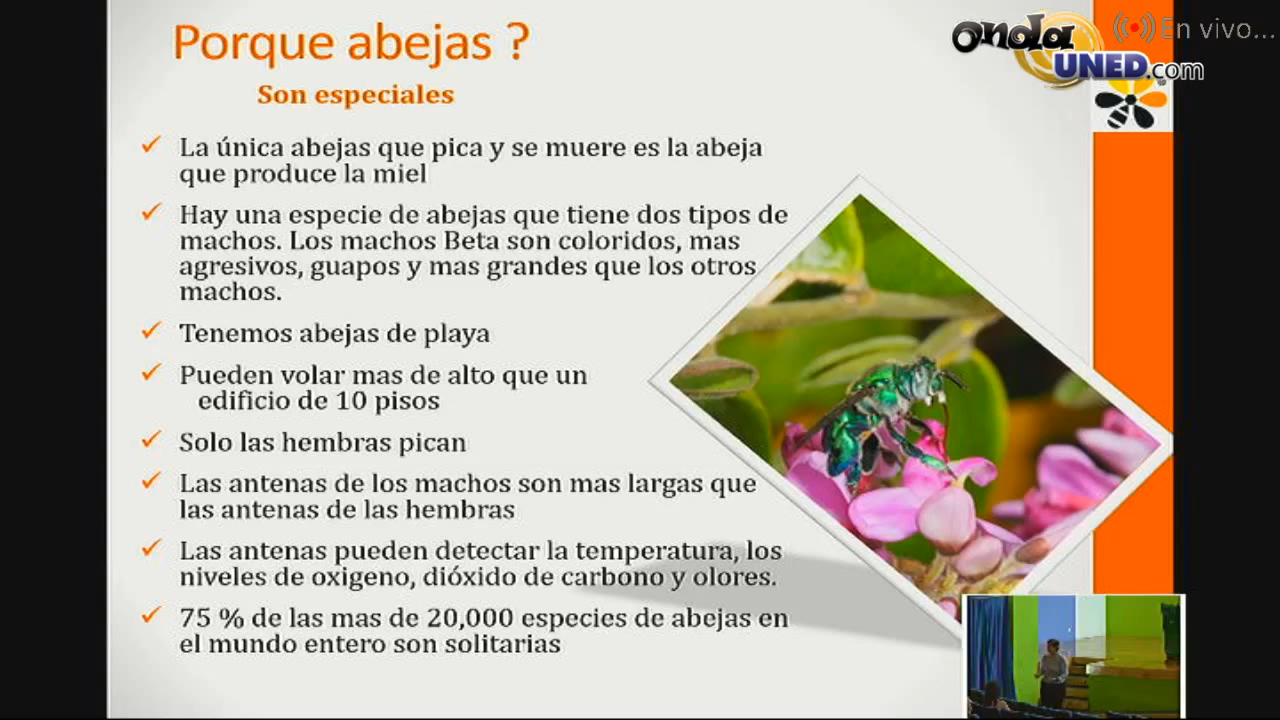 Porque abejas ?
Son especiales
onda
UNED.com
En vivo...
✓ La única abejas que pica y se muere es la abeja
que produce la miel
✓ Hay una especie de abejas que tiene dos tipos de
machos. Los machos Beta son coloridos, mas
agresivos, guapos y mas grandes que los otros
machos.
✓ Tenemos abejas de playa
✓ Pueden volar mas de alto que un
edificio de 10 pisos
✓ Solo las hembras pican
✓ Las antenas de los machos son mas largas que
las antenas de las hembras
✓ Las antenas pueden detectar la temperatura, los
niveles de oxigeno, dióxido de carbono y olores.
✓ 75 % de las mas de 20,000 especies de abejas en
el mundo entero son solitarias